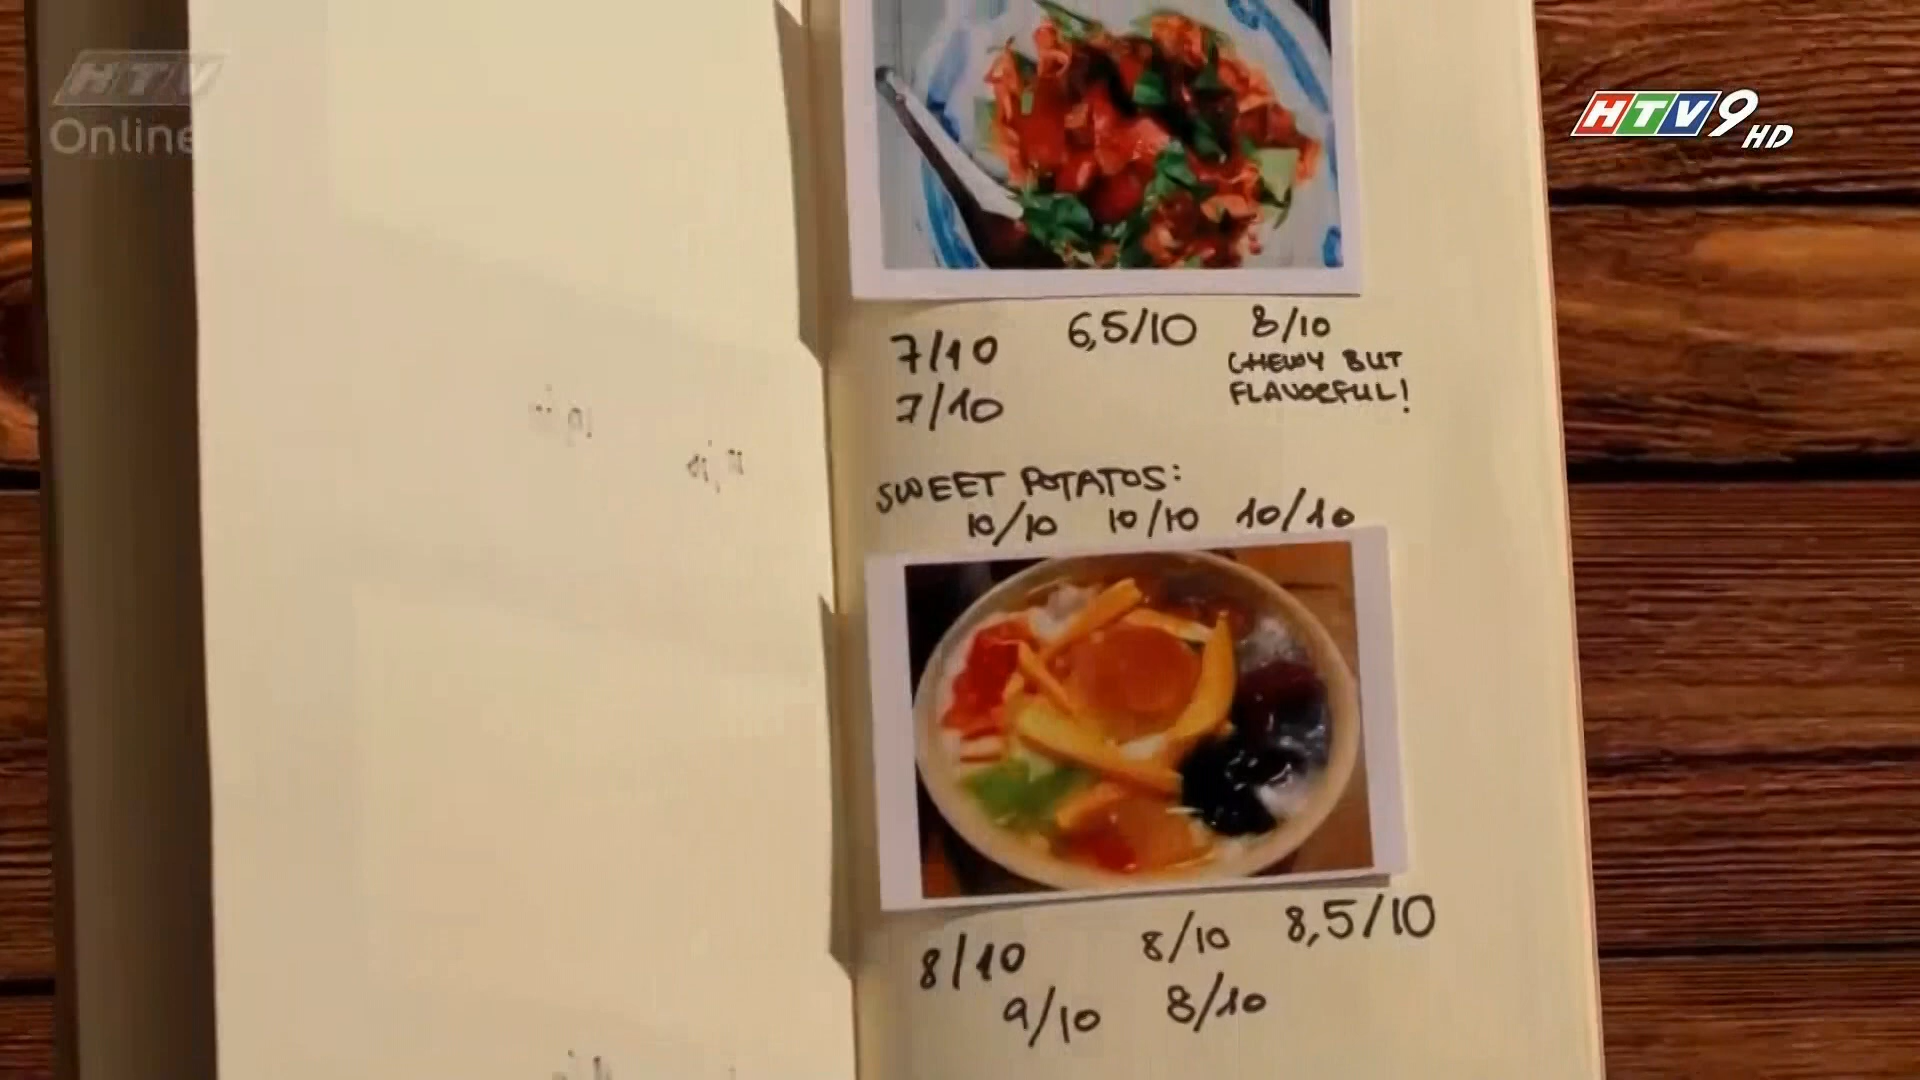 HTV
Online
HTV9 HD
7/10 6,5/10 8/10
CHEWY BUT
FLAVORFUL!
7/10
SWEET POTATOS:
10/10 10/10 10/10
8/10 8/10 8,5/10
9/10 8/10